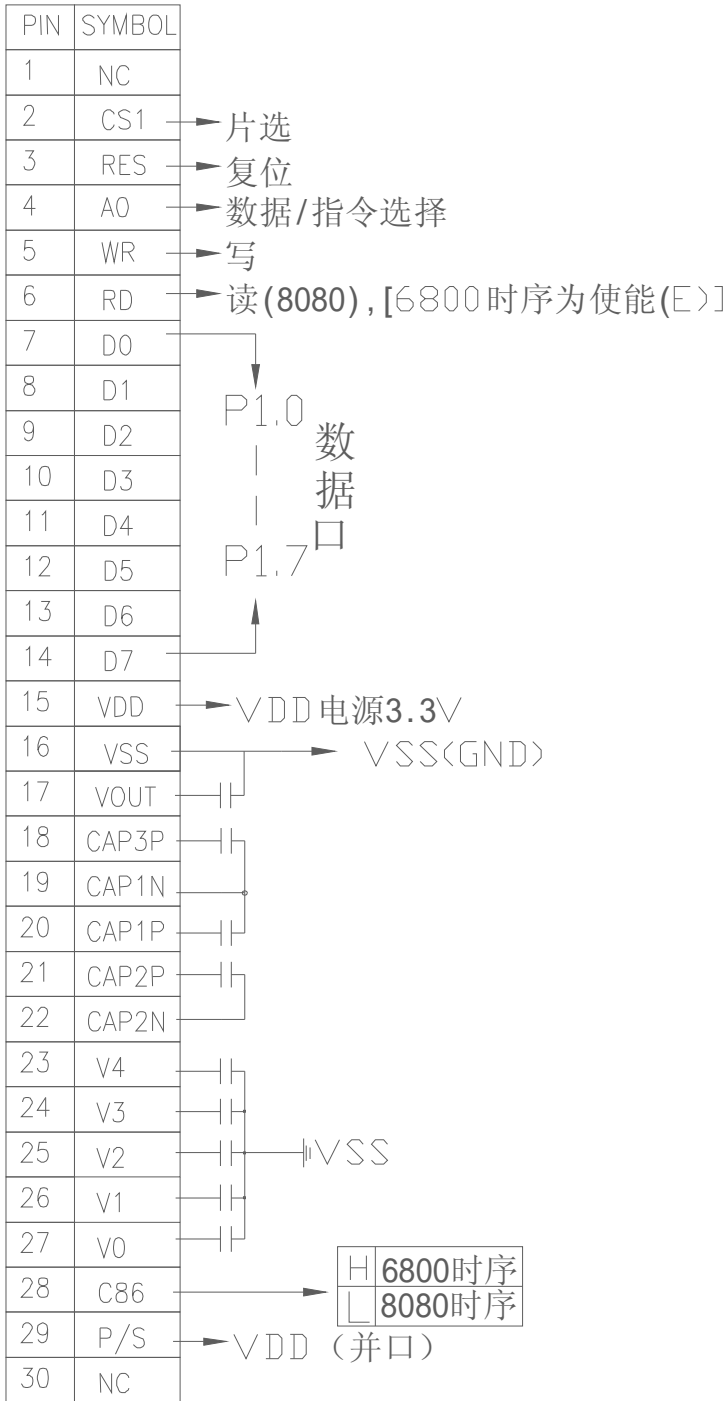 PIN SYMBOL
1 NC
2 CS1 片选
3 RES 复位
4 A0 数据/指令选择
5 WR 写
6 RD 读(8080),[6800时序为使能(E)]
7 D0
8 D1
P1.0
9 D2
数据口
10 D3
11 D4
12 D5
P1.7
13 D6
14 D7
15 VDD VDD电源3.3V
16 VSS VSS(GND)
17 VOUT
18 CAP3P
19 CAP1N
20 CAP1P
21 CAP2P
22 CAP2N
23 V4
24 V3
25 V2 VSS
26 V1
27 V0
H 6800时序
28 C86
L 8080时序
29 P/S VDD（并口）
30 NC